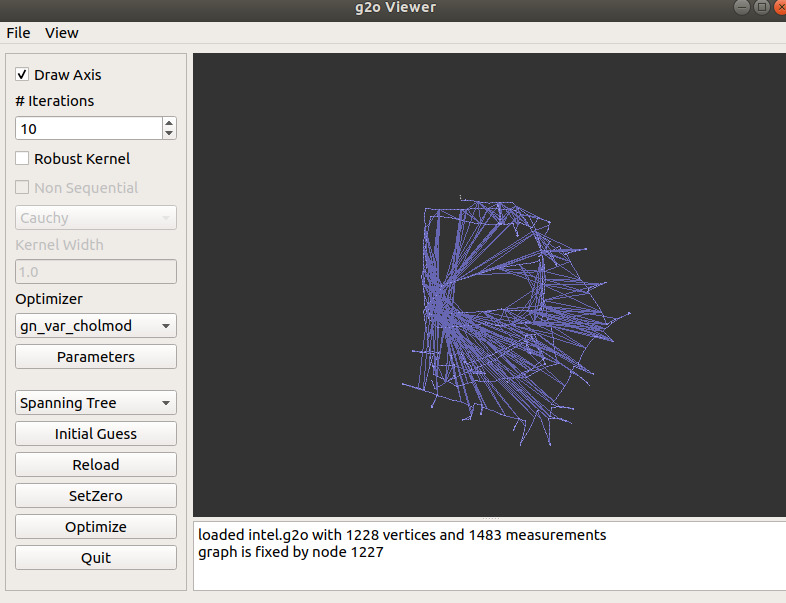 g2o Viewer
File View
Draw Axis
# Iterations
10
Robust Kernel
Non Sequential
Cauchy
Kernel Width
1.0
Optimizer
gn_var_cholmod
Parameters
Spanning Tree
Initial Guess
Reload
SetZero
Optimize
Quit
loaded intel.g2o with 1228 vertices and 1483 measurements
graph is fixed by node 1227